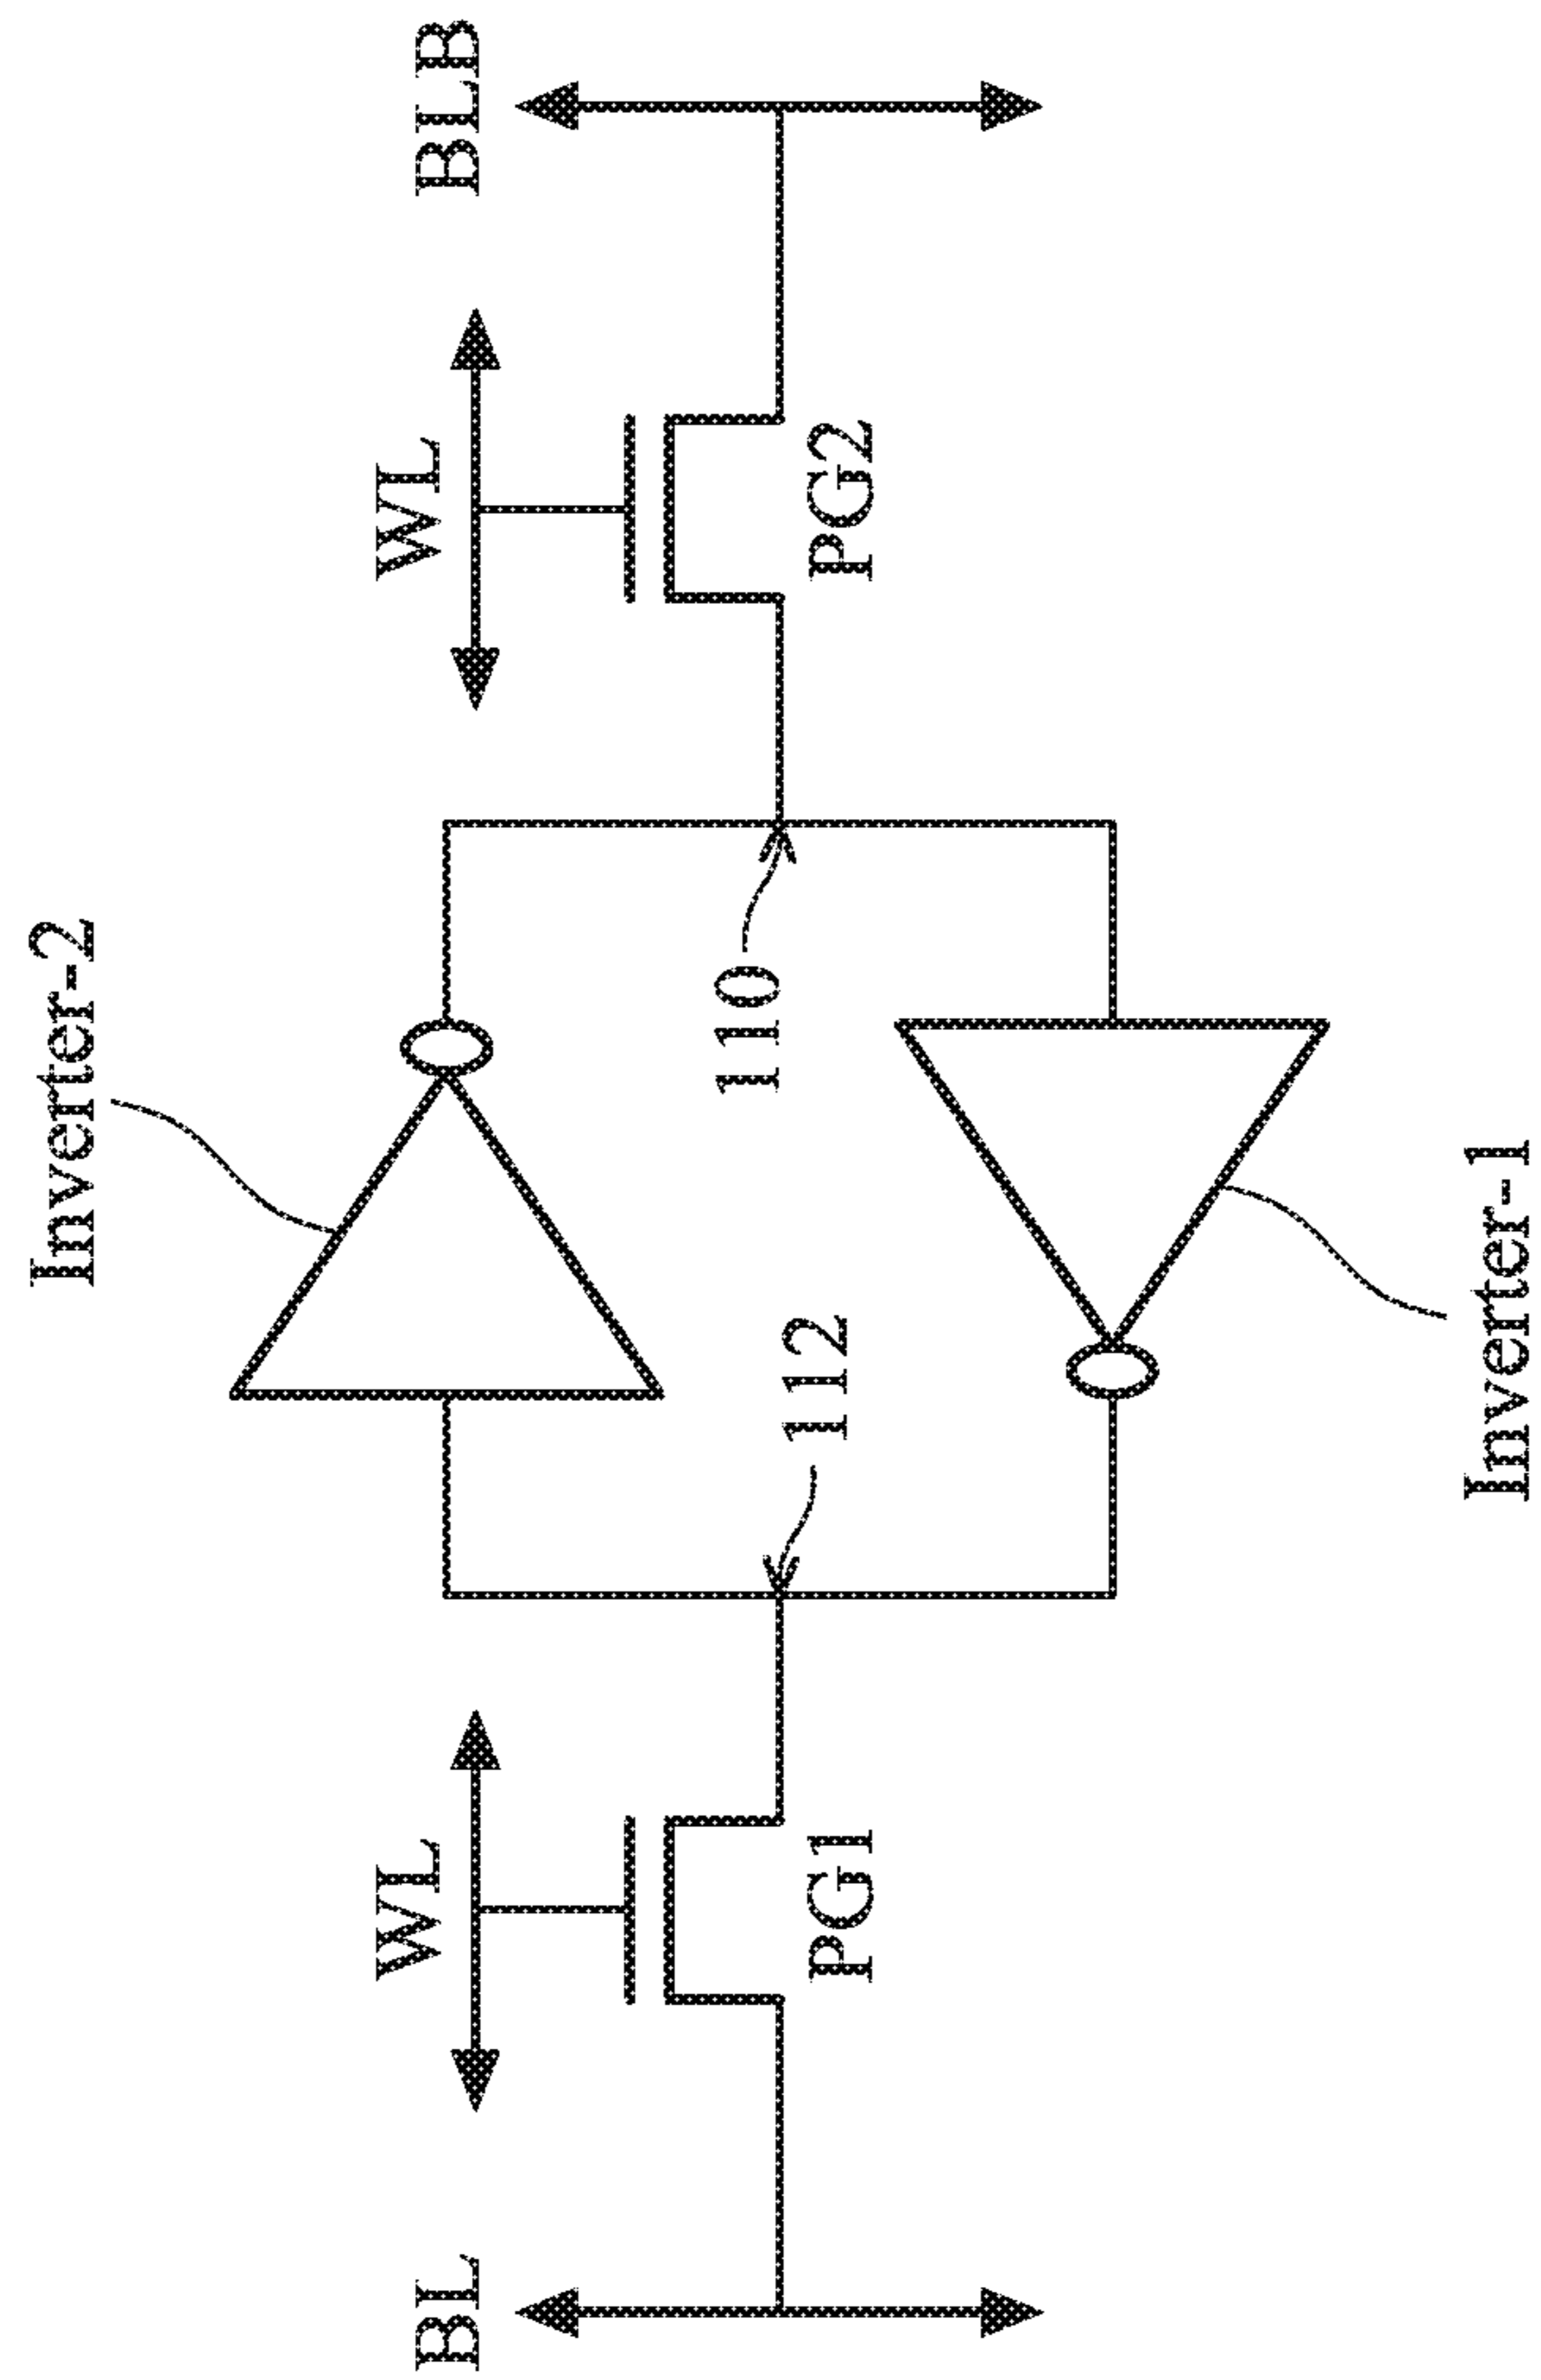 Inverter-2
WL
WL
BL
BLB
112
110
PG1
PG2
Inverter-1